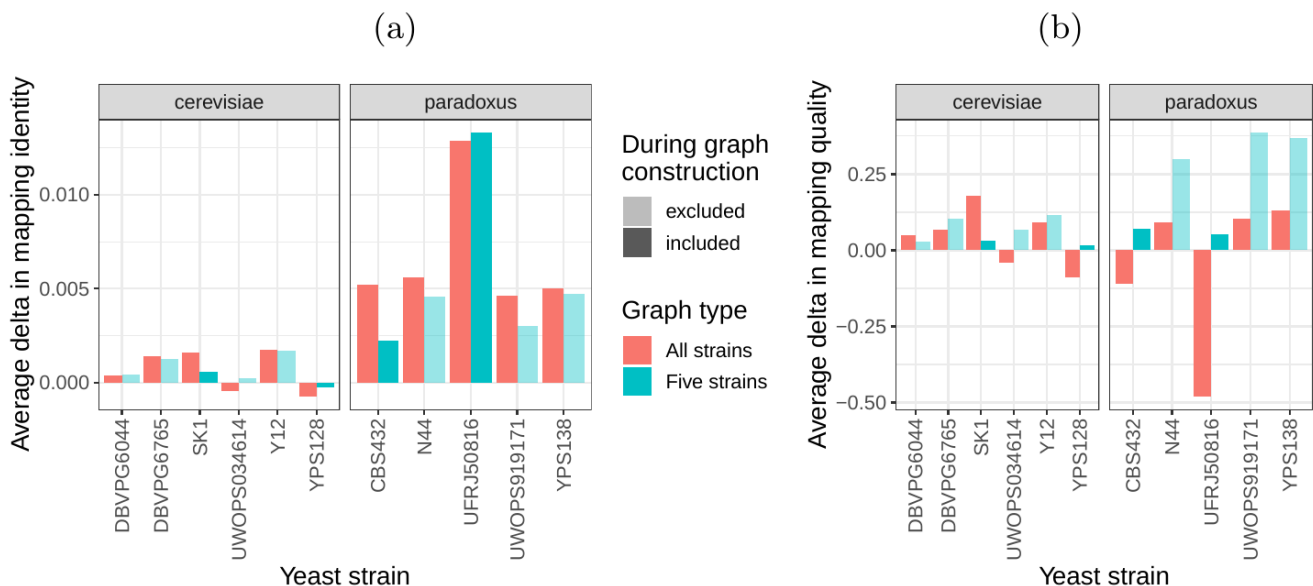 (a)
(b)
Average delta in mapping identity
cerevisiae
paradoxus
0.010
0.005
0.000
DBVPG6044
DBVPG6765
SK1
UWOPS034614
Y12
YPS128
CBS432
N44
UFRJ50816
UWOPS919171
YPS138
Yeast strain
During graph
construction
excluded
included
Graph type
All strains
Five strains
Average delta in mapping quality
cerevisiae
paradoxus
0.25
0.00
−0.25
−0.50
DBVPG6044
DBVPG6765
SK1
UWOPS034614
Y12
YPS128
CBS432
N44
UFRJ50816
UWOPS919171
YPS138
Yeast strain